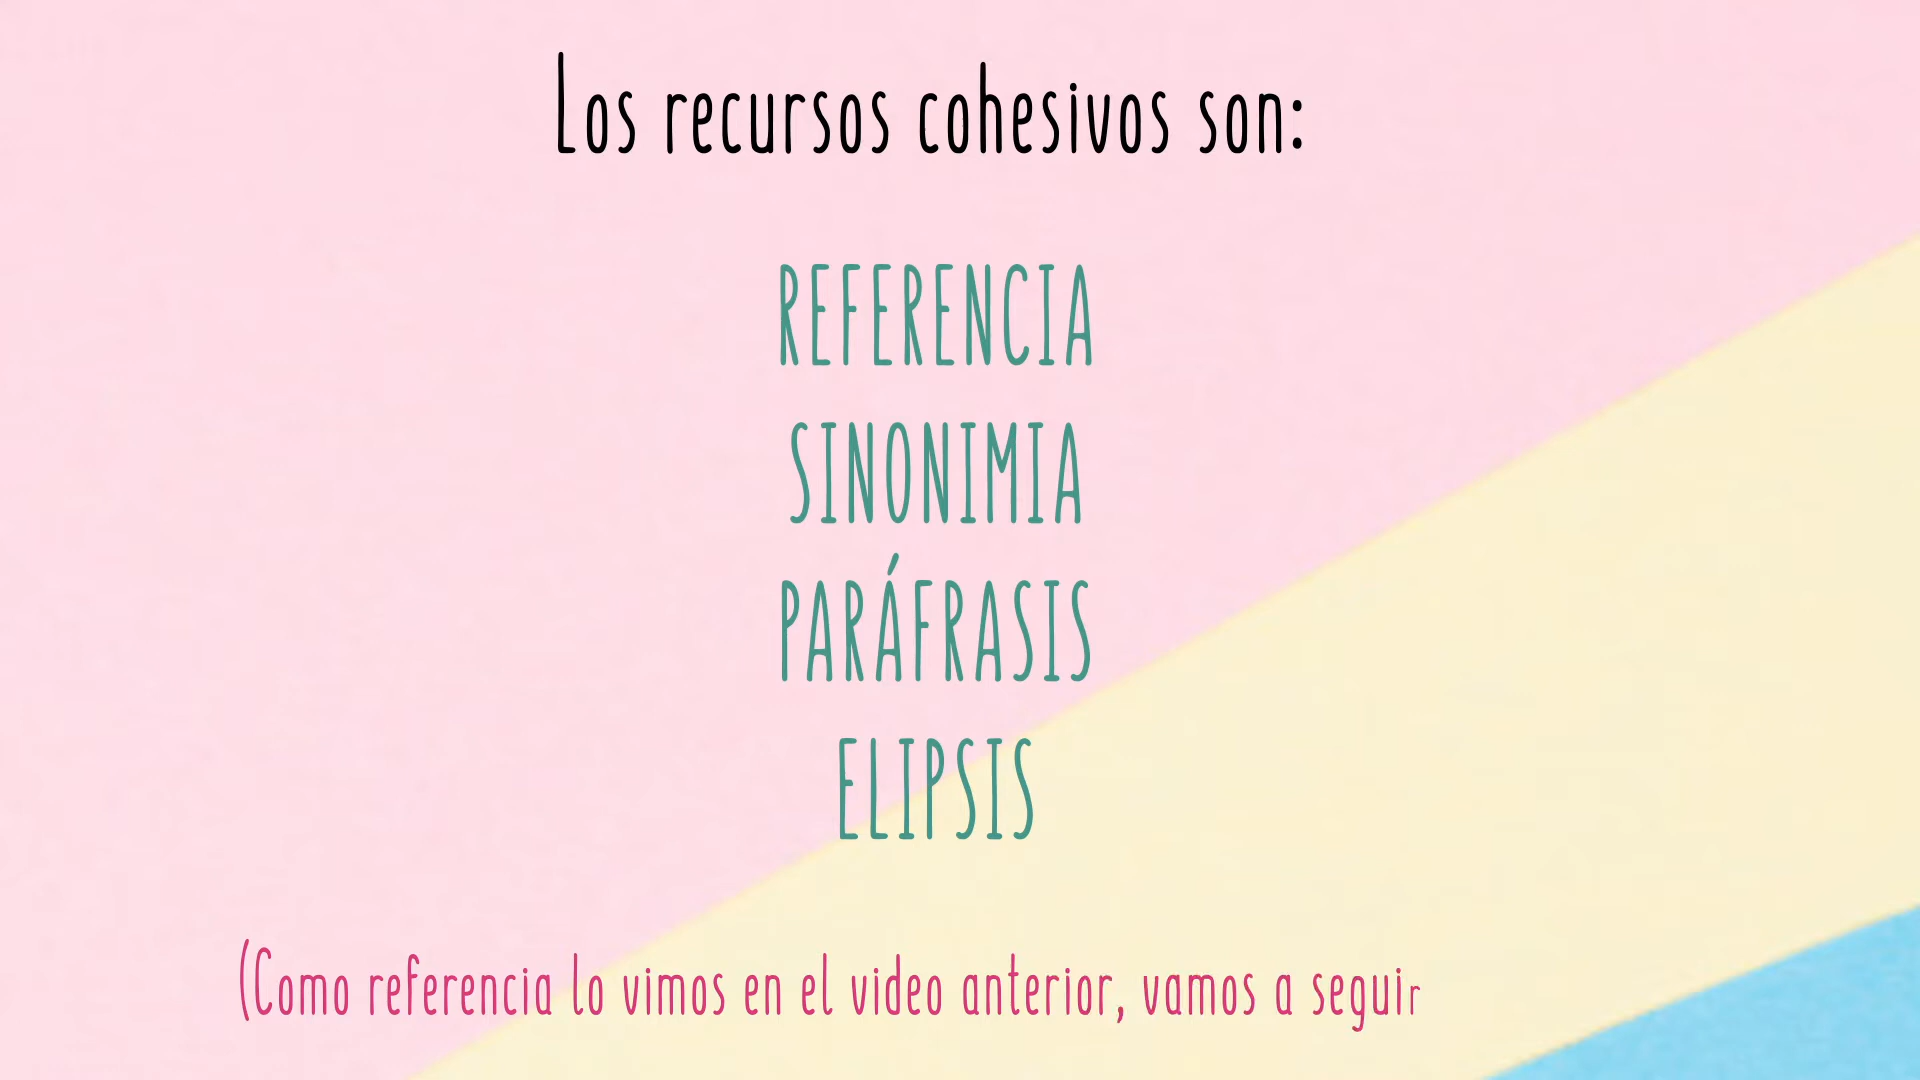 Los recursos cohesivos son:
REFERENCIA
SINONIMIA
PARÁFRASIS
ELIPSIS
(Como referencia lo vimos en el video anterior, vamos a seguir